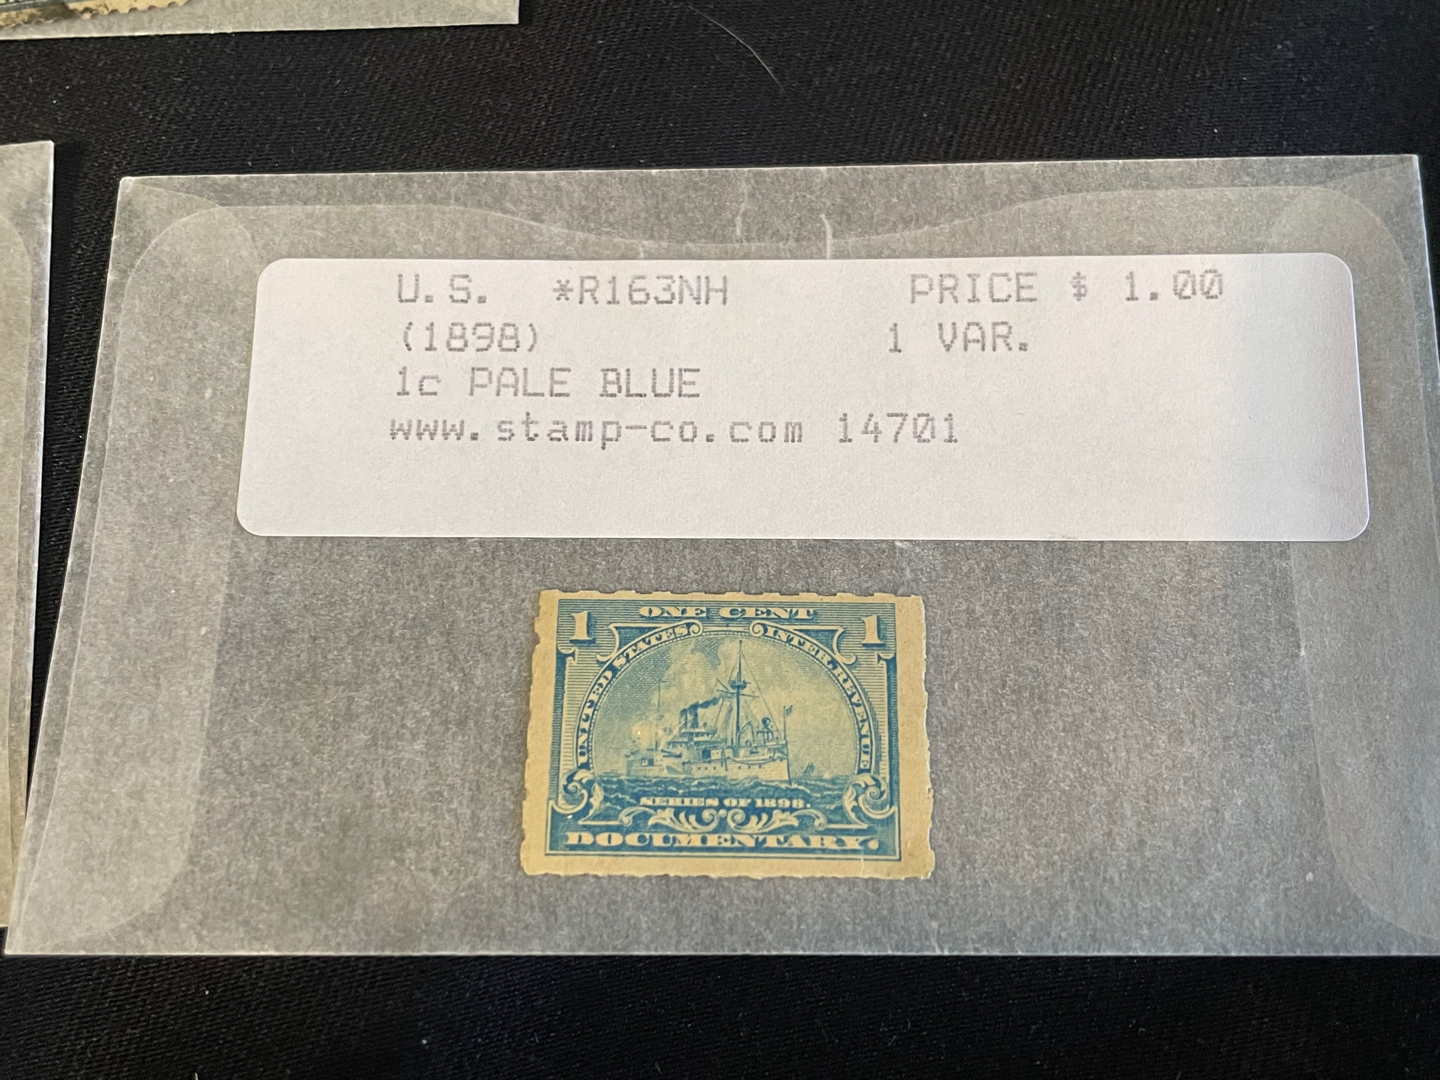 U.S. *R163NH PRICE $ 1.00
(1898) 1 VAR.
1c PALE BLUE
www.stamp-co.com 14701
1 ONE CENT 1
UNITED STATES INTER. REVENUE
SERIES OF 1898.
DOCUMENTARY.